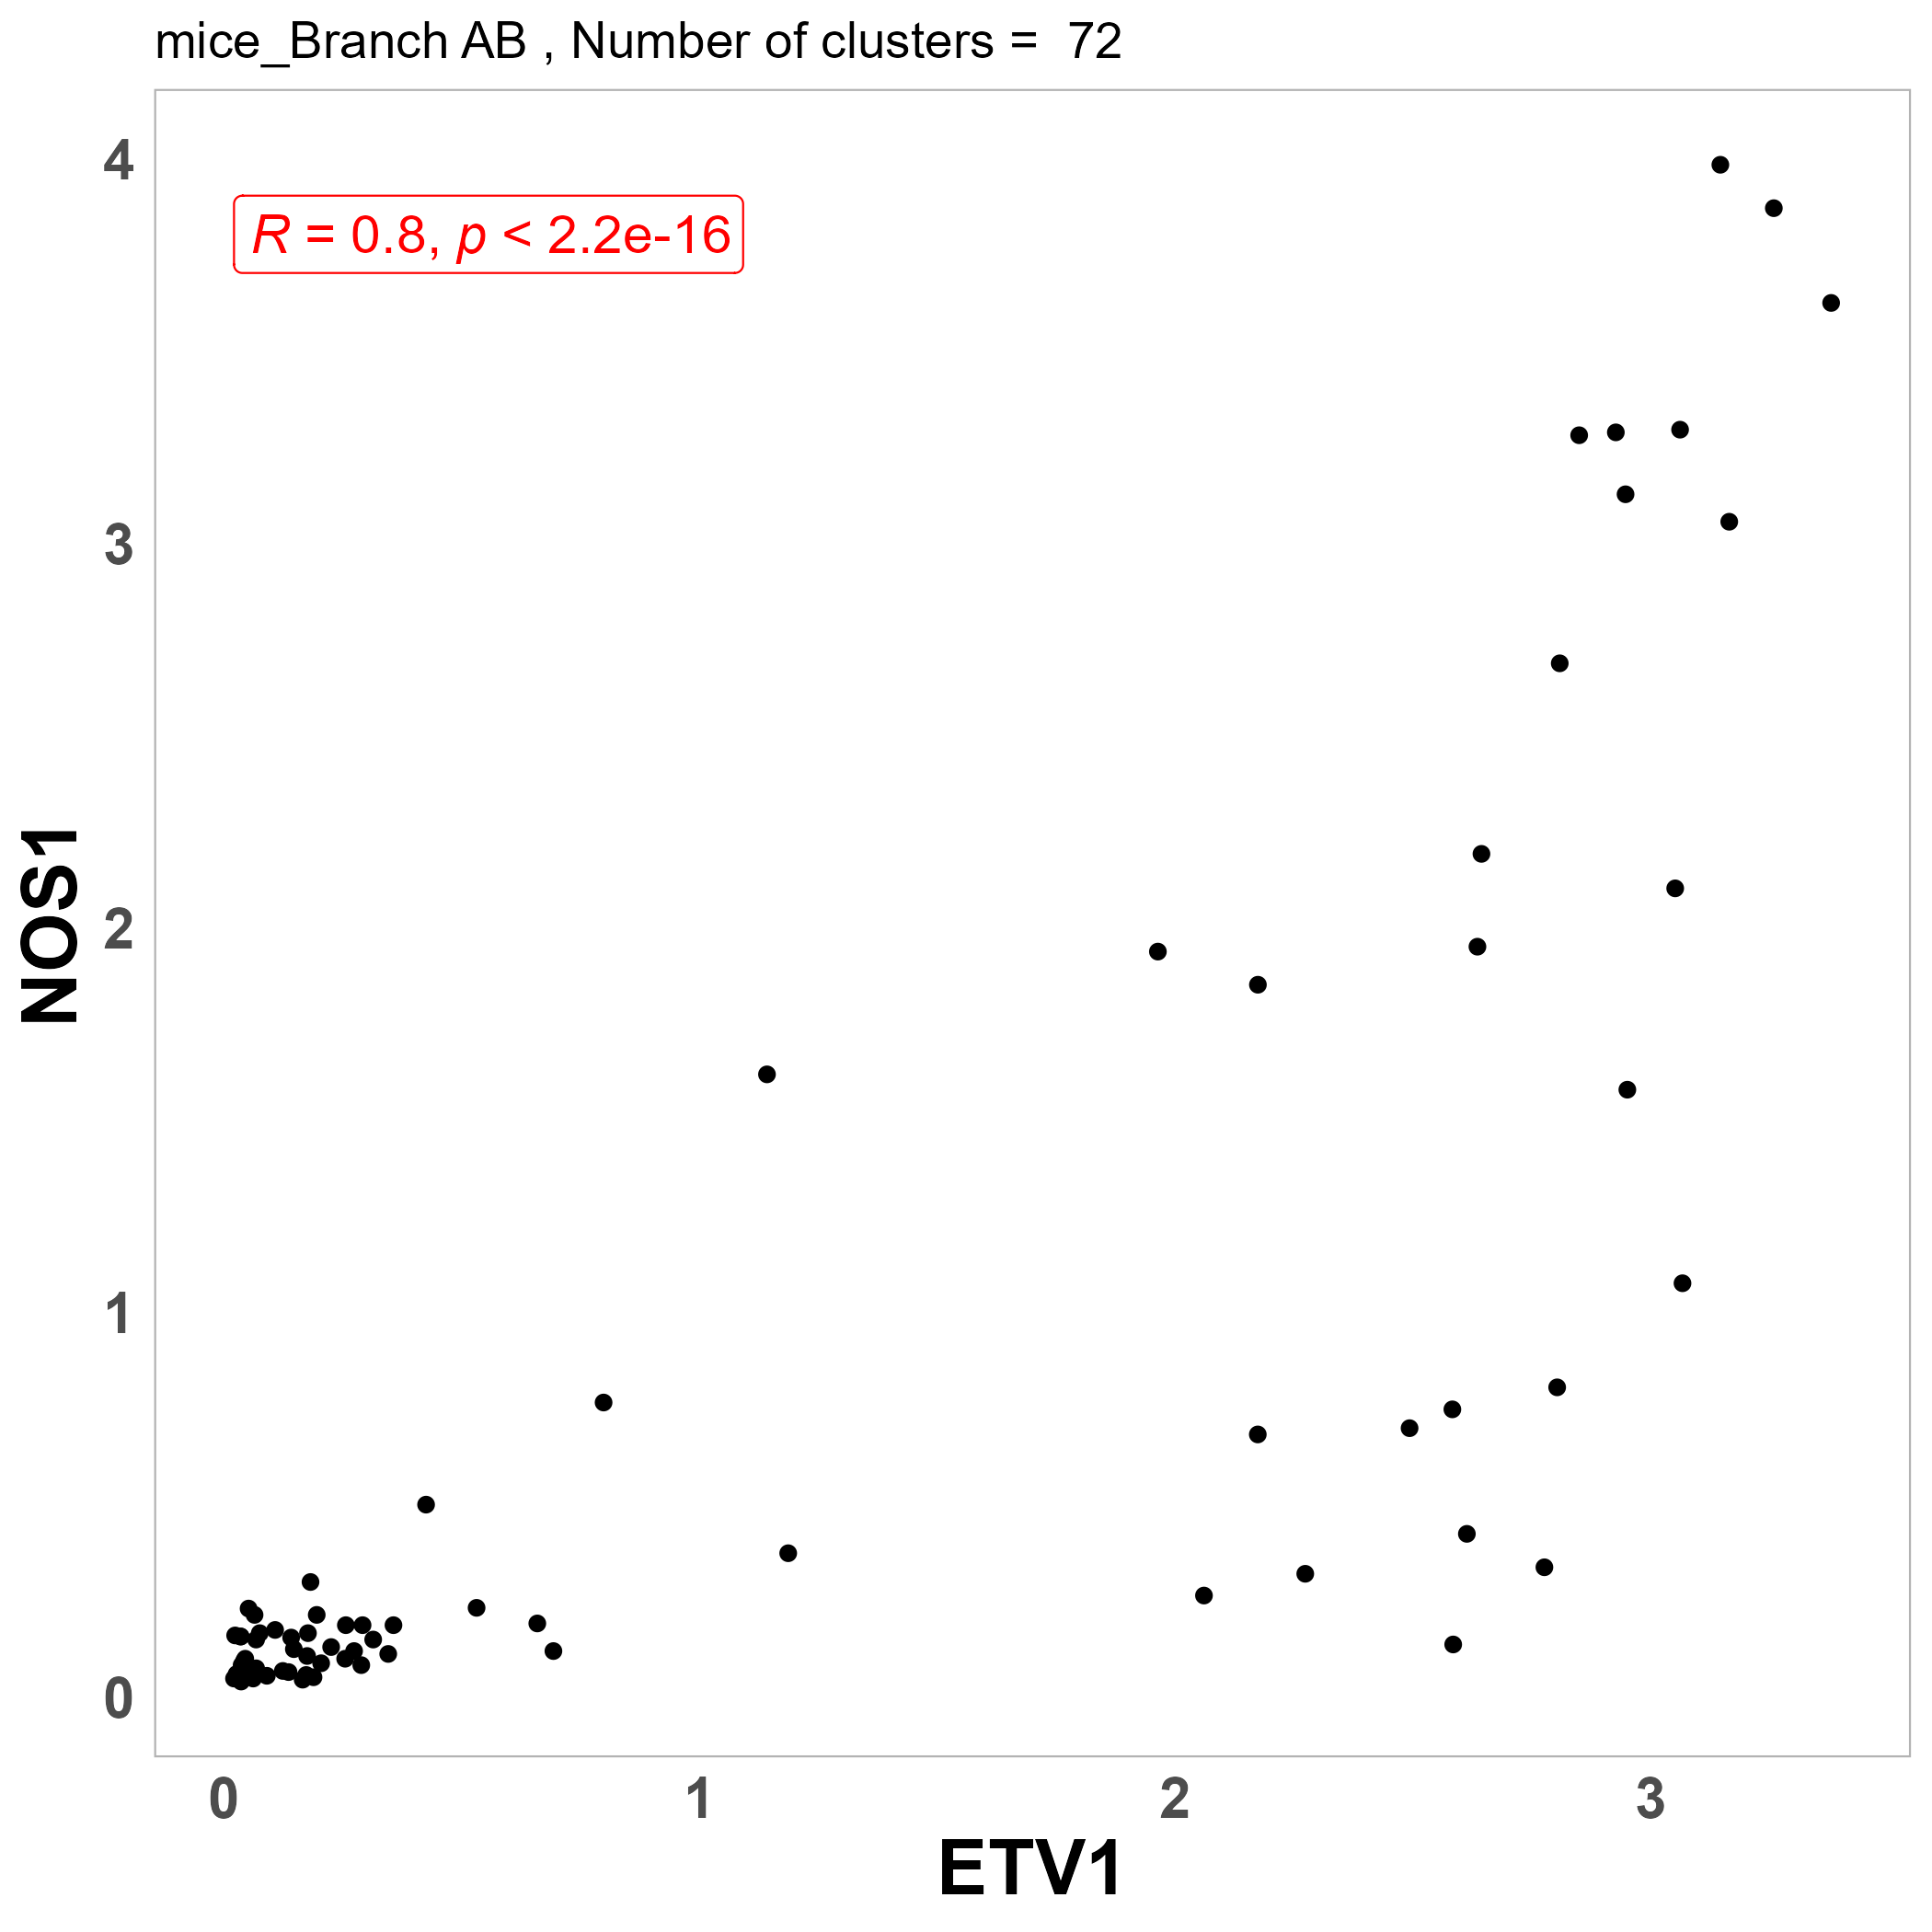 mice_Branch AB , Number of clusters =  72
R = 0.8, p < 2.2e-16
4
3
2
1
0
NOS1
0 1 2 3
ETV1